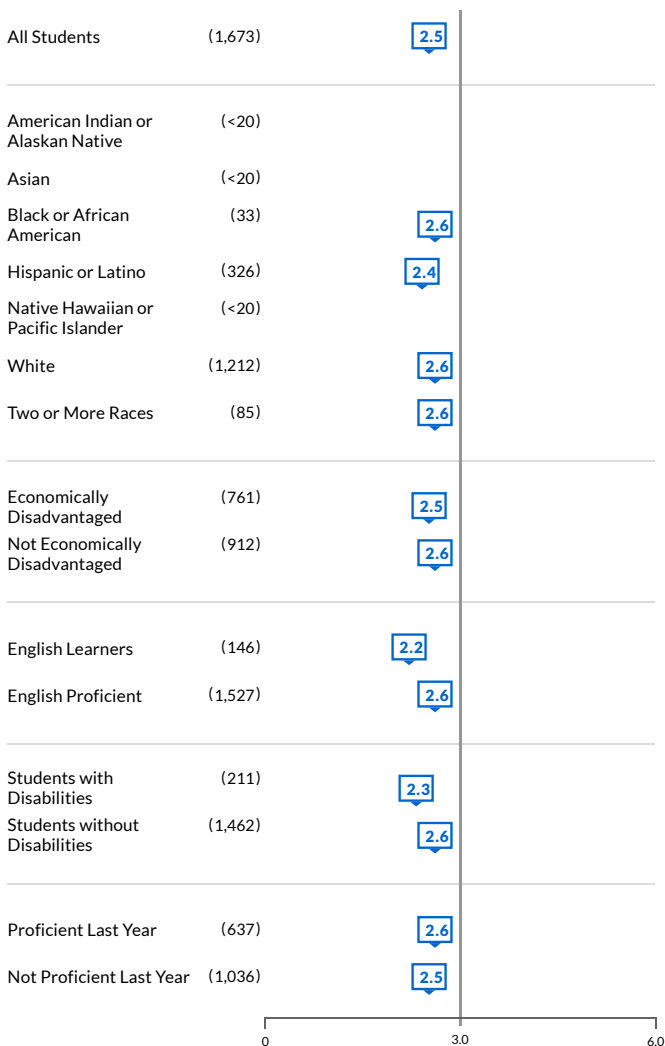 All Students (1,673) 2.5
American Indian or (<20)
Alaskan Native
Asian (<20)
Black or African (33) 2.6
American
Hispanic or Latino (326) 2.4
Native Hawaiian or (<20)
Pacific Islander
White (1,212) 2.6
Two or More Races (85) 2.6
Economically (761) 2.5
Disadvantaged
Not Economically (912) 2.6
Disadvantaged
English Learners (146) 2.2
English Proficient (1,527) 2.6
Students with (211) 2.3
Disabilities
Students without (1,462) 2.6
Disabilities
Proficient Last Year (637) 2.6
Not Proficient Last Year (1,036) 2.5
0 3.0 6.0